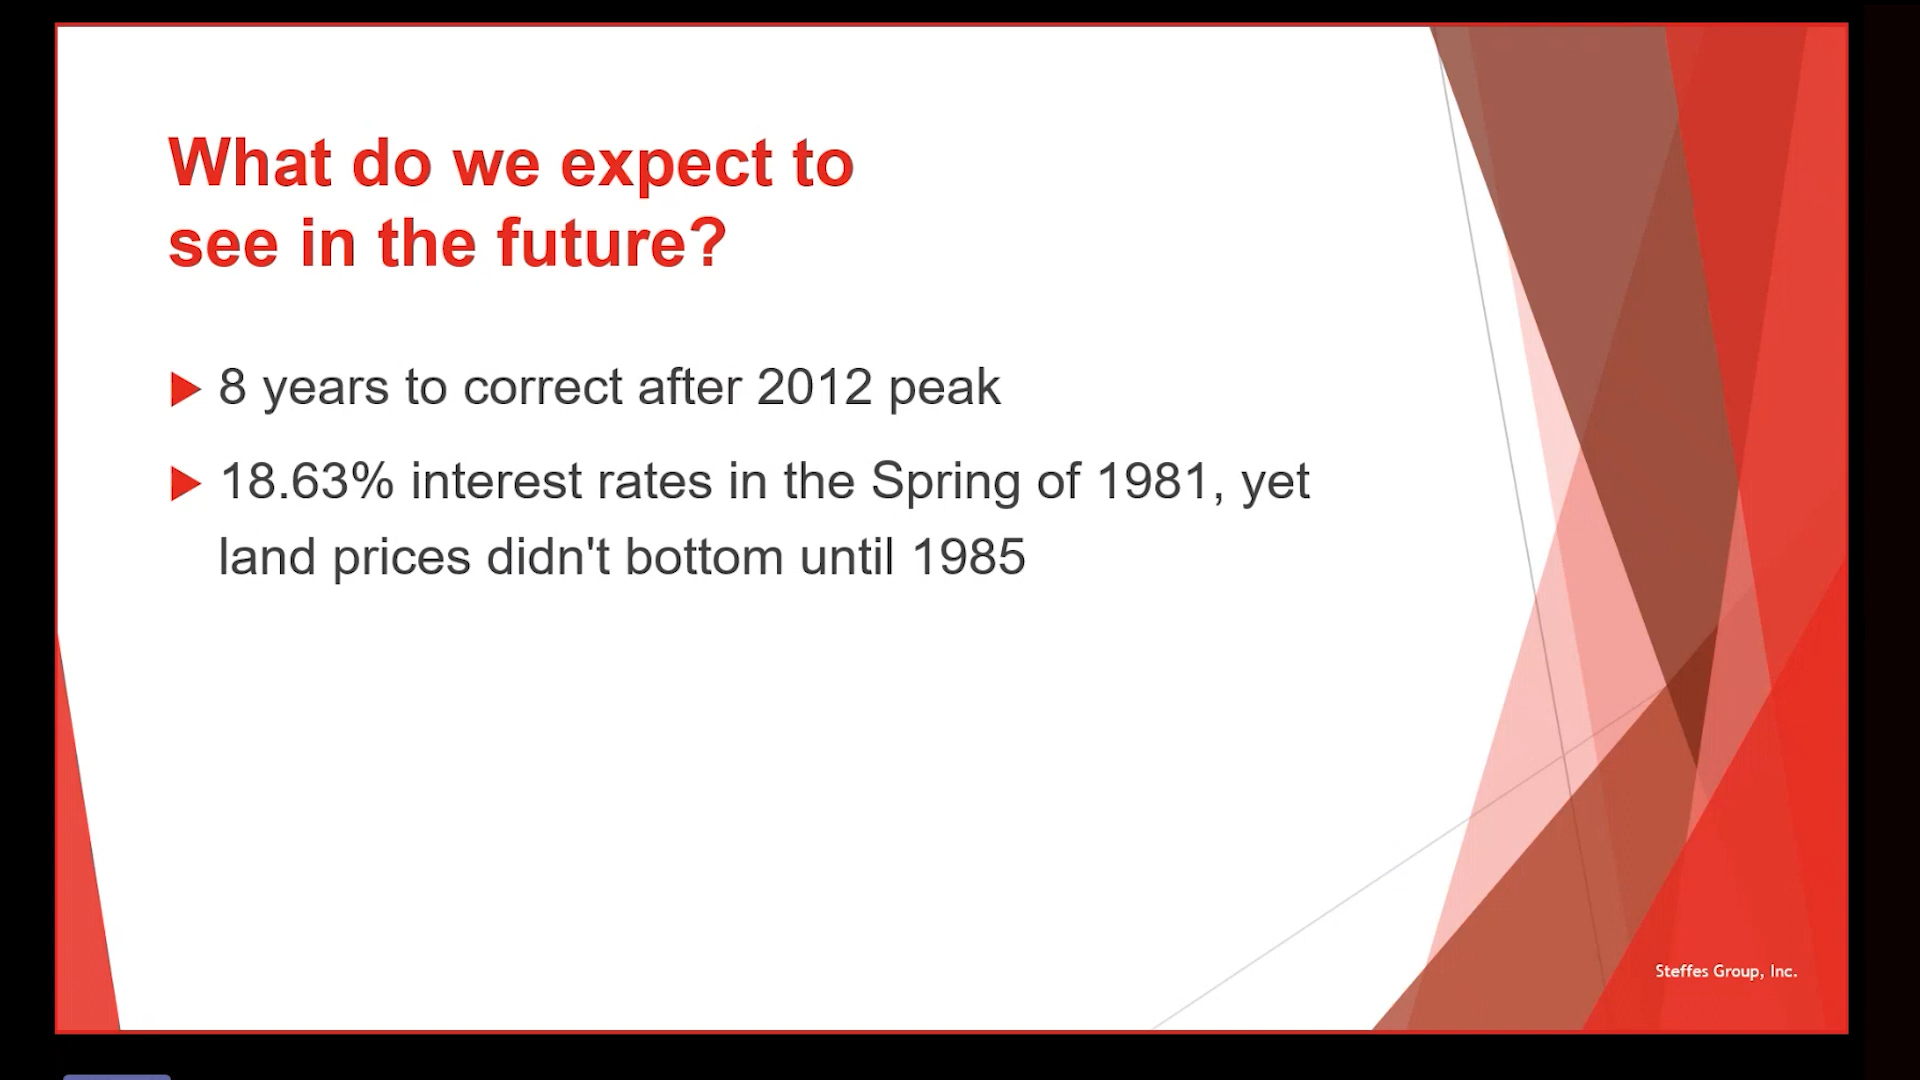 What do we expect to
see in the future?
8 years to correct after 2012 peak
18.63% interest rates in the Spring of 1981, yet
land prices didn't bottom until 1985
Steffes Group, Inc.